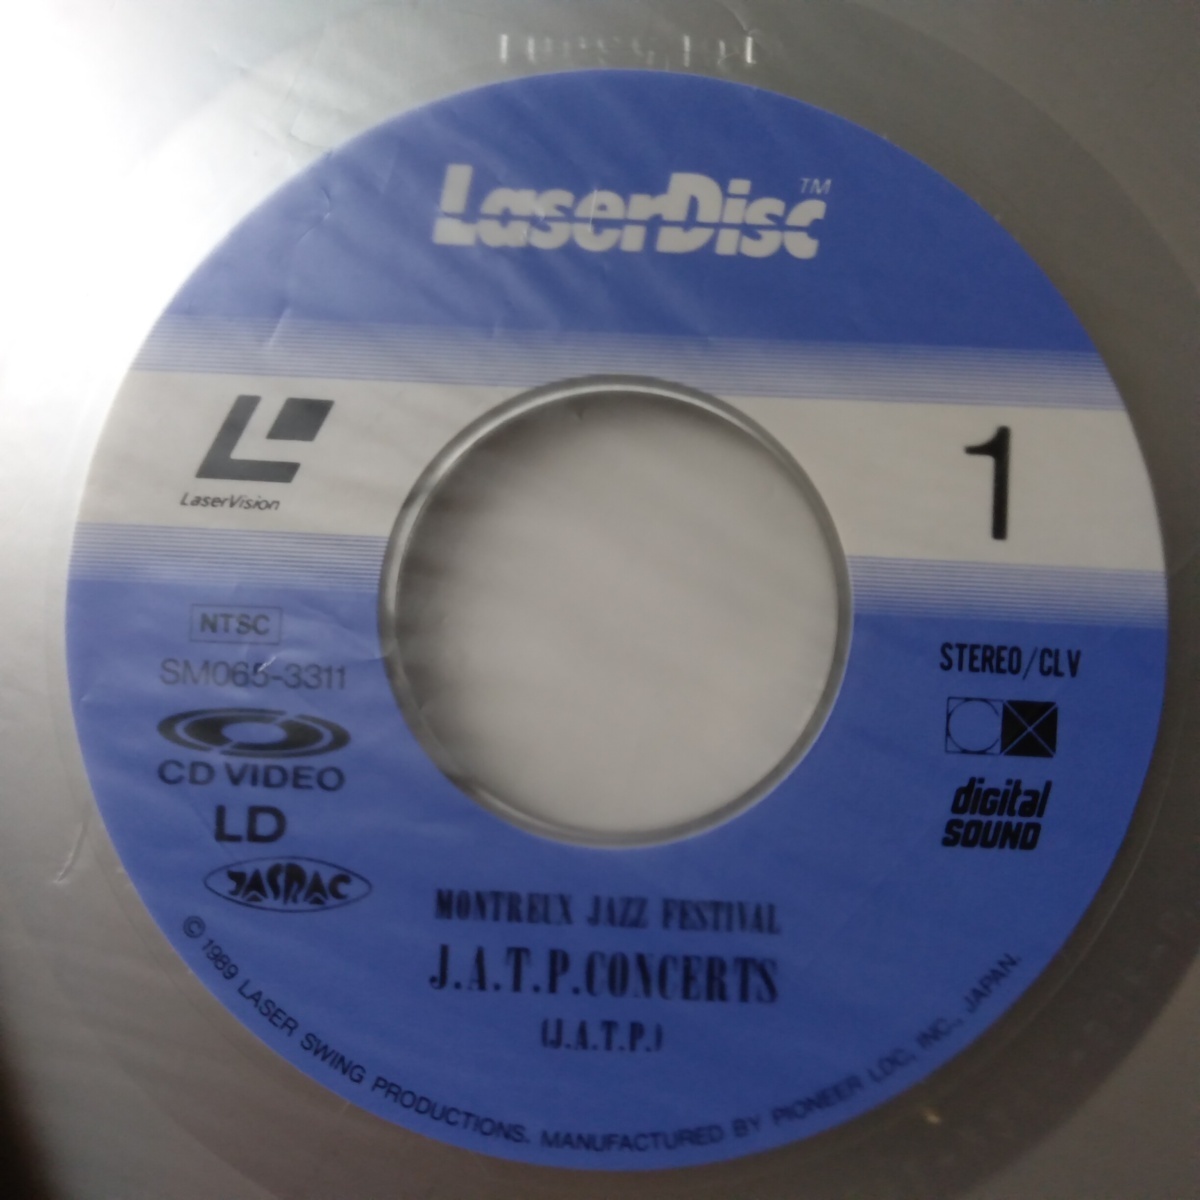 LaserDisc™
LaserVision
1
NTSC
SM065-3311
CD VIDEO
LD
JASRAC
STEREO/CLV
digital
SOUND
MONTREUX JAZZ FESTIVAL
J.A.T.P.CONCERTS
(J.A.T.P.)
© 1989 LASER SWING PRODUCTIONS. MANUFACTURED BY PIONEER LDC, INC., JAPAN.